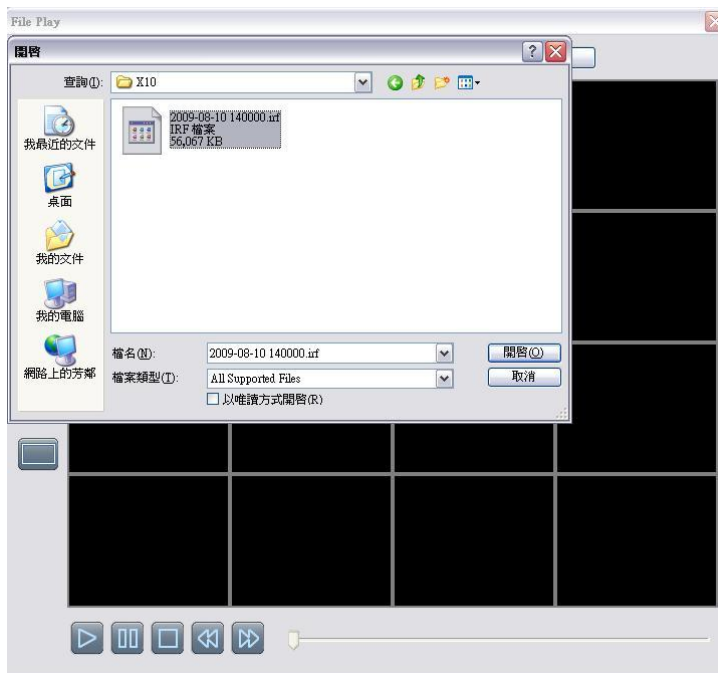 File Play
開啓
查詢(I):
X10
2009-08-10 140000.irf
IRF 檔案
56,067 KB
我最近的文件
桌面
我的文件
我的電腦
網路上的芳鄰
檔名(N):
2009-08-10 140000.irf
開啓(O)
檔案類型(T):
All Supported Files
取消
以唯讀方式開啓(R)